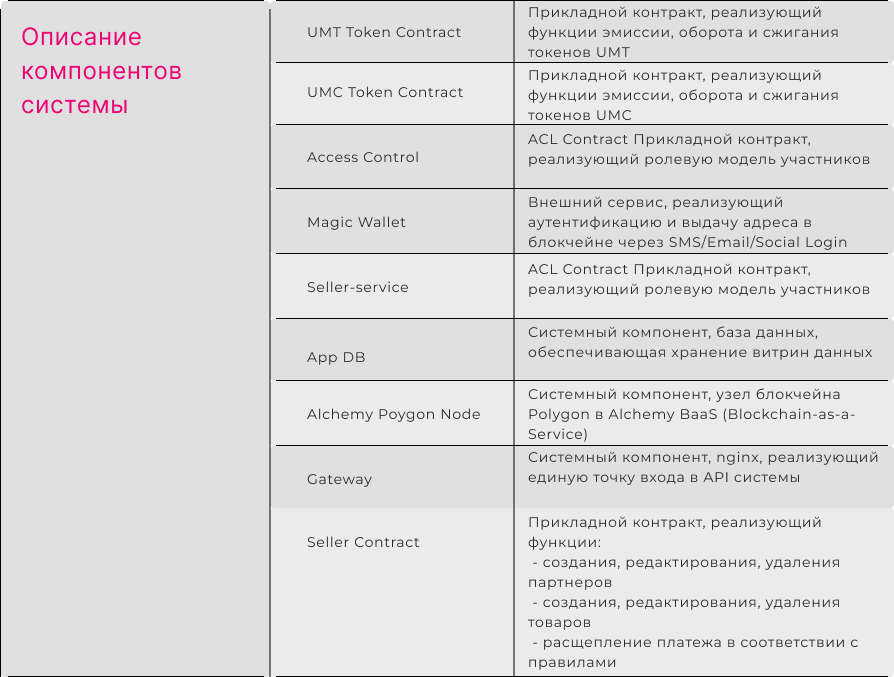 Описание
компонентов
системы
UMT Token Contract
Прикладной контракт, реализующий
функции эмиссии, оборота и сжигания
токенов UMT
UMC Token Contract
Прикладной контракт, реализующий
функции эмиссии, оборота и сжигания
токенов UMC
Access Control
ACL Contract Прикладной контракт,
реализующий ролевую модель участников
Magic Wallet
Внешний сервис, реализующий
аутентификацию и выдачу адреса в
блокчейне через SMS/Email/Social Login
Seller-service
ACL Contract Прикладной контракт,
реализующий ролевую модель участников
App DB
Системный компонент, база данных,
обеспечивающая хранение витрин данных
Alchemy Poygon Node
Системный компонент, узел блокчейна
Polygon в Alchemy BaaS (Blockchain-as-a-
Service)
Gateway
Системный компонент, nginx, реализующий
единую точку входа в API системы
Seller Contract
Прикладной контракт, реализующий
функции:
- создания, редактирования, удаления
партнеров
- создания, редактирования, удаления
товаров
- расщепление платежа в соответствии с
правилами